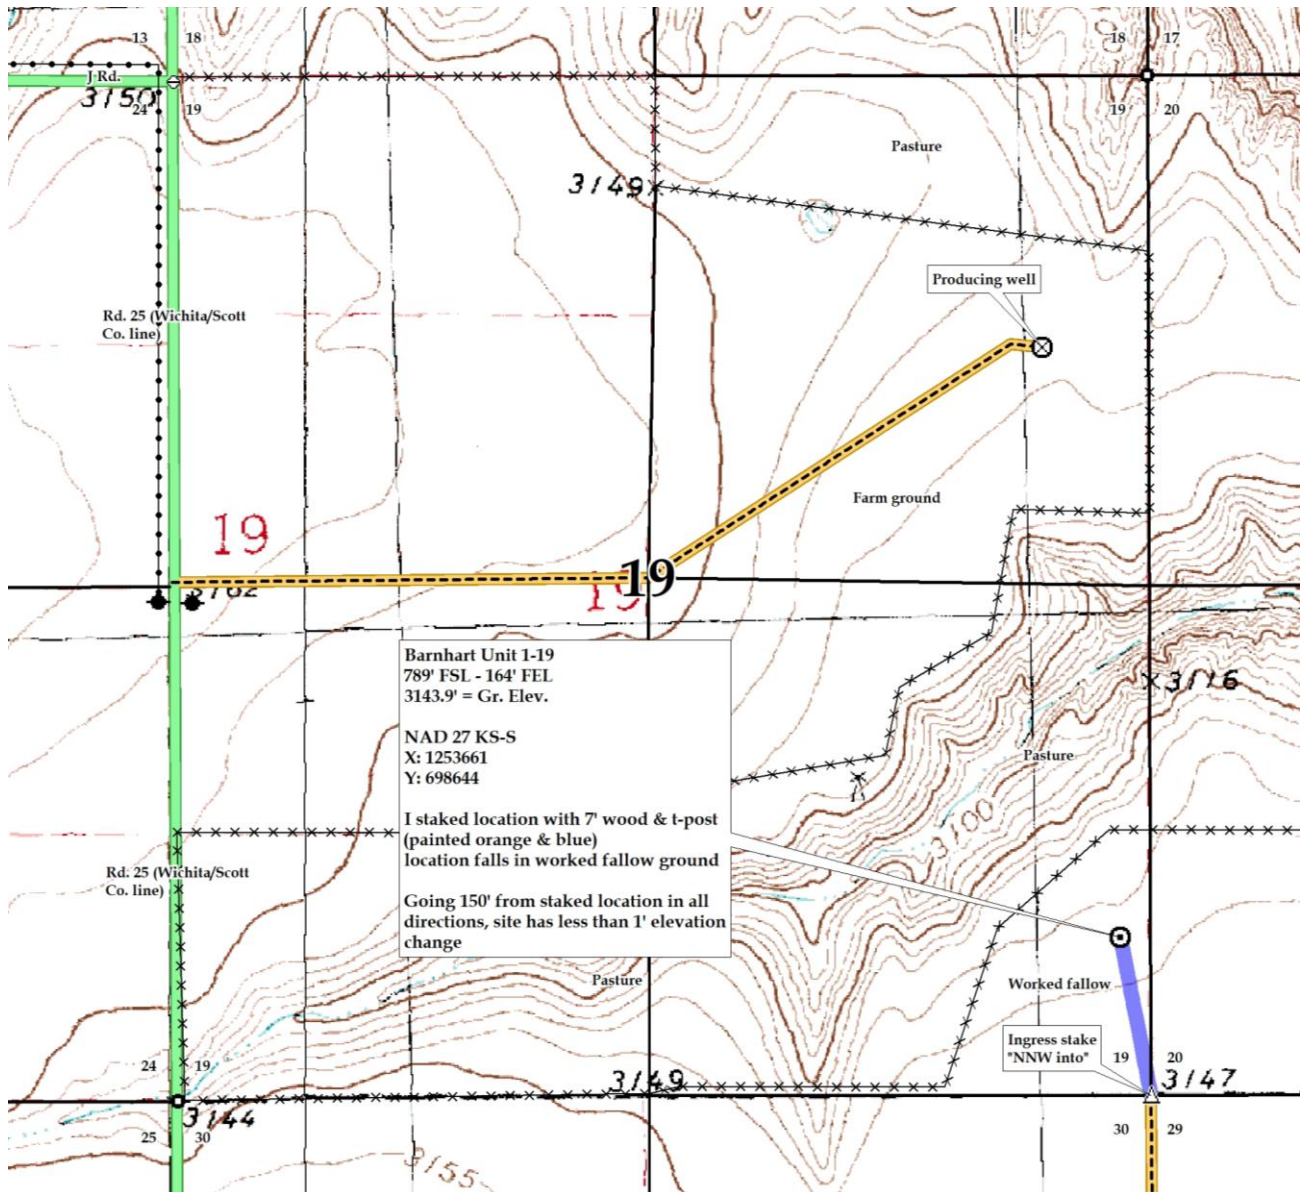 13 18
18 17
J Rd.
3150
24 19
19 20
Pasture
3149
Producing well
Rd. 25 (Wichita/Scott
Co. line)
Farm ground
19
19
19
3162
Barnhart Unit 1-19
789' FSL - 164' FEL
3143.9' = Gr. Elev.
NAD 27 KS-S
X: 1253661
Y: 698644
I staked location with 7' wood & t-post
(painted orange & blue)
location falls in worked fallow ground
Going 150' from staked location in all
directions, site has less than 1' elevation
change
3116
Pasture
3100
Rd. 25 (Wichita/Scott
Co. line)
Pasture
Worked fallow
Ingress stake
"NNW into"
24 19
19 20
3149
3147
3144
25 30
30 29
3155